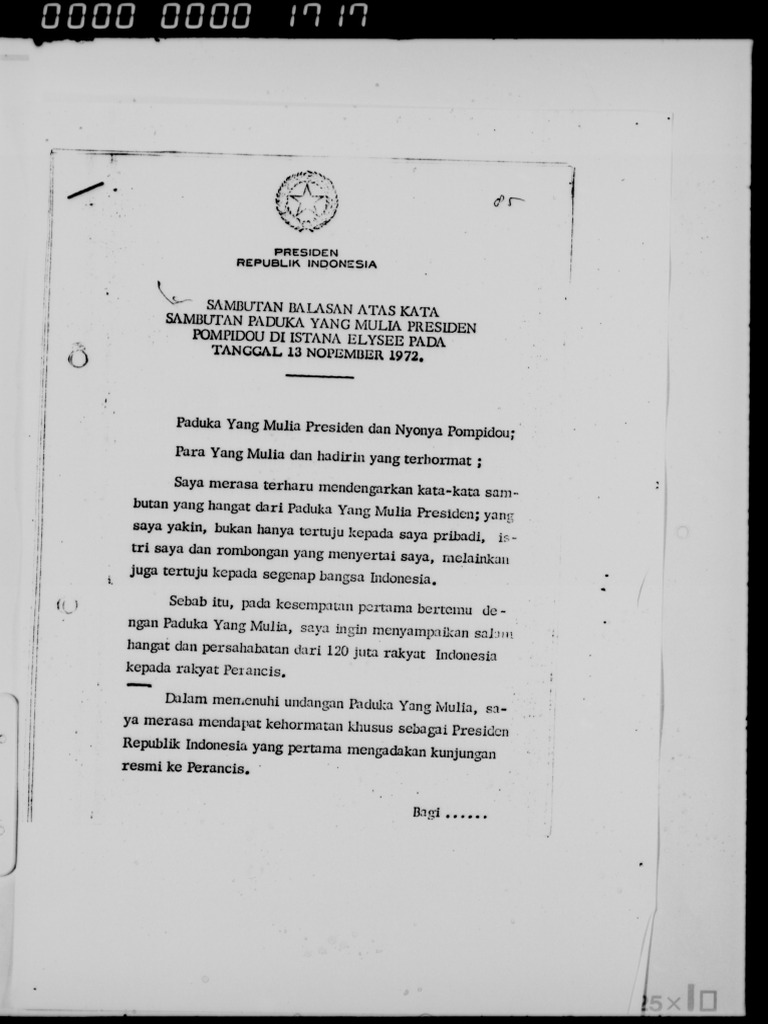 0000 0000 1717
85
PRESIDEN
REPUBLIK INDONESIA
SAMBUTAN BALASAN ATAS KATA
SAMBUTAN PADUKA YANG MULIA PRESIDEN
POMPIDOU DI ISTANA ELYSEE PADA
TANGGAL 13 NOPEMBER 1972.
Paduka Yang Mulia Presiden dan Nyonya Pompidou;
Para Yang Mulia dan hadirin yang terhormat ;
Saya merasa terharu mendengarkan kata-kata sam-
butan yang hangat dari Paduka Yang Mulia Presiden; yang
saya yakin, bukan hanya tertuju kepada saya pribadi, is-
tri saya dan rombongan yang menyertai saya, melainkan
juga tertuju kepada segenap bangsa Indonesia.
Sebab itu, pada kesempatan pertama bertemu de-
ngan Paduka Yang Mulia, saya ingin menyampaikan salam
hangat dan persahabatan dari 120 juta rakyat Indonesia
kepada rakyat Perancis.
Dalam memenuhi undangan Paduka Yang Mulia, sa-
ya merasa mendapat kehormatan khusus sebagai Presiden
Republik Indonesia yang pertama mengadakan kunjungan
resmi ke Perancis.
Bagi ......
25×